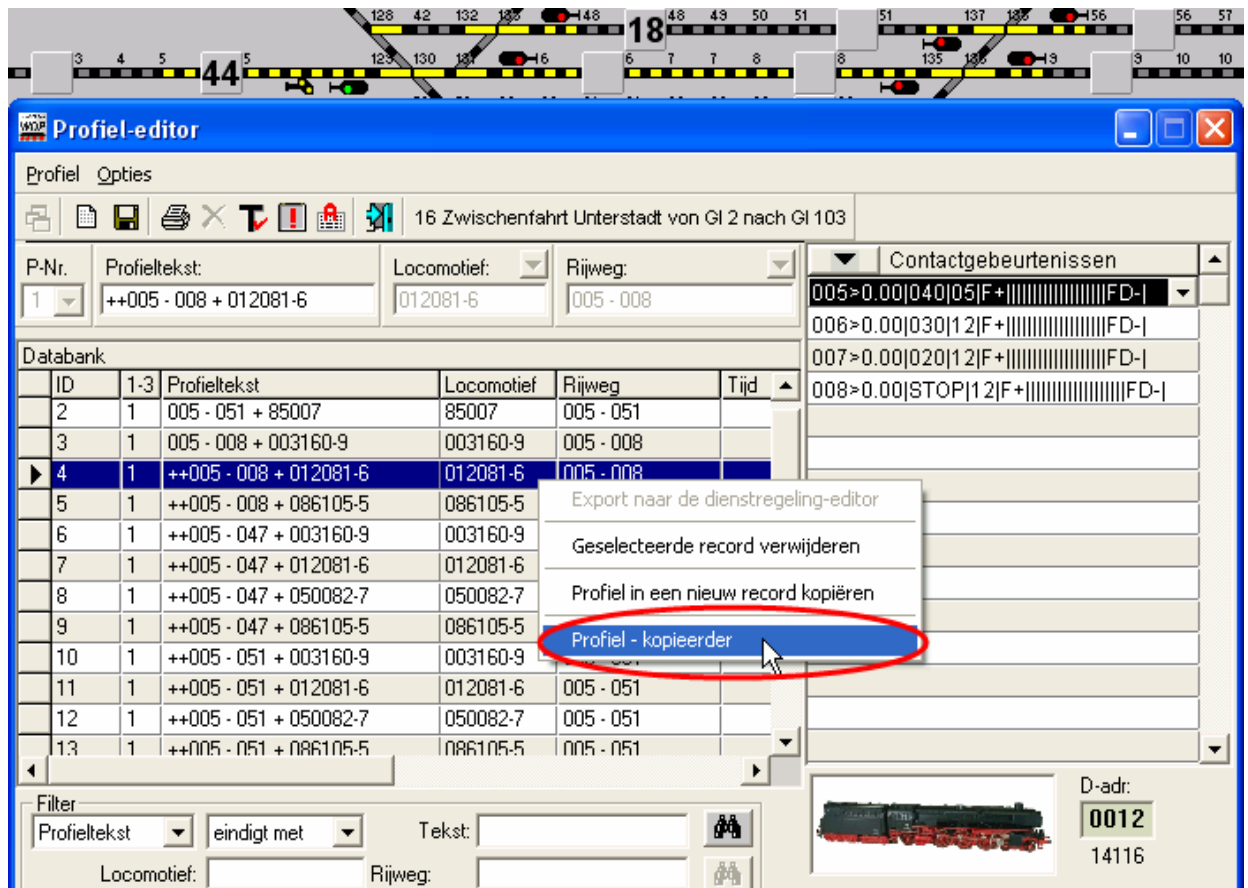 128 42 132 133 148 48 49 50 51 51 137 138 156 56 57
18
3 4 5 5 129 130 131 16 6 7 8 8 135 136 19 9 10 10
44
Profiel-editor
Profiel Opties
16 Zwischenfahrt Unterstadt von Gl 2 nach Gl 103
P-Nr. Profieltekst: Locomotief: Rijweg: Contactgebeurtenissen
1 ++005 - 008 + 012081-6 012081-6 005 - 008
005>0.00|040|05|F+|||||||||||||||||||FD-|
006>0.00|030|12|F+|||||||||||||||||||FD-|
007>0.00|020|12|F+|||||||||||||||||||FD-|
008>0.00|STOP|12|F+|||||||||||||||||||FD-|
Databank
ID 1-3 Profieltekst Locomotief Rijweg Tijd
2 1 005 - 051 + 85007 85007 005 - 051
3 1 005 - 008 + 003160-9 003160-9 005 - 008
4 1 ++005 - 008 + 012081-6 012081-6 005 - 008
5 1 ++005 - 008 + 086105-5 086105-5
6 1 ++005 - 047 + 003160-9 003160-9
7 1 ++005 - 047 + 012081-6 012081-6
8 1 ++005 - 047 + 050082-7 050082-7
9 1 ++005 - 047 + 086105-5 086105-5
10 1 ++005 - 051 + 003160-9 003160-9
11 1 ++005 - 051 + 012081-6 012081-6 005 - 051
12 1 ++005 - 051 + 050082-7 050082-7 005 - 051
13 1 ++005 - 051 + 086105-5 086105-5 005 - 051
Export naar de dienstregeling-editor
Geselecteerde record verwijderen
Profiel in een nieuw record kopiëren
Profiel - kopieerder
Filter
Profieltekst eindigt met Tekst:
Locomotief: Rijweg:
D-adr:
0012
14116